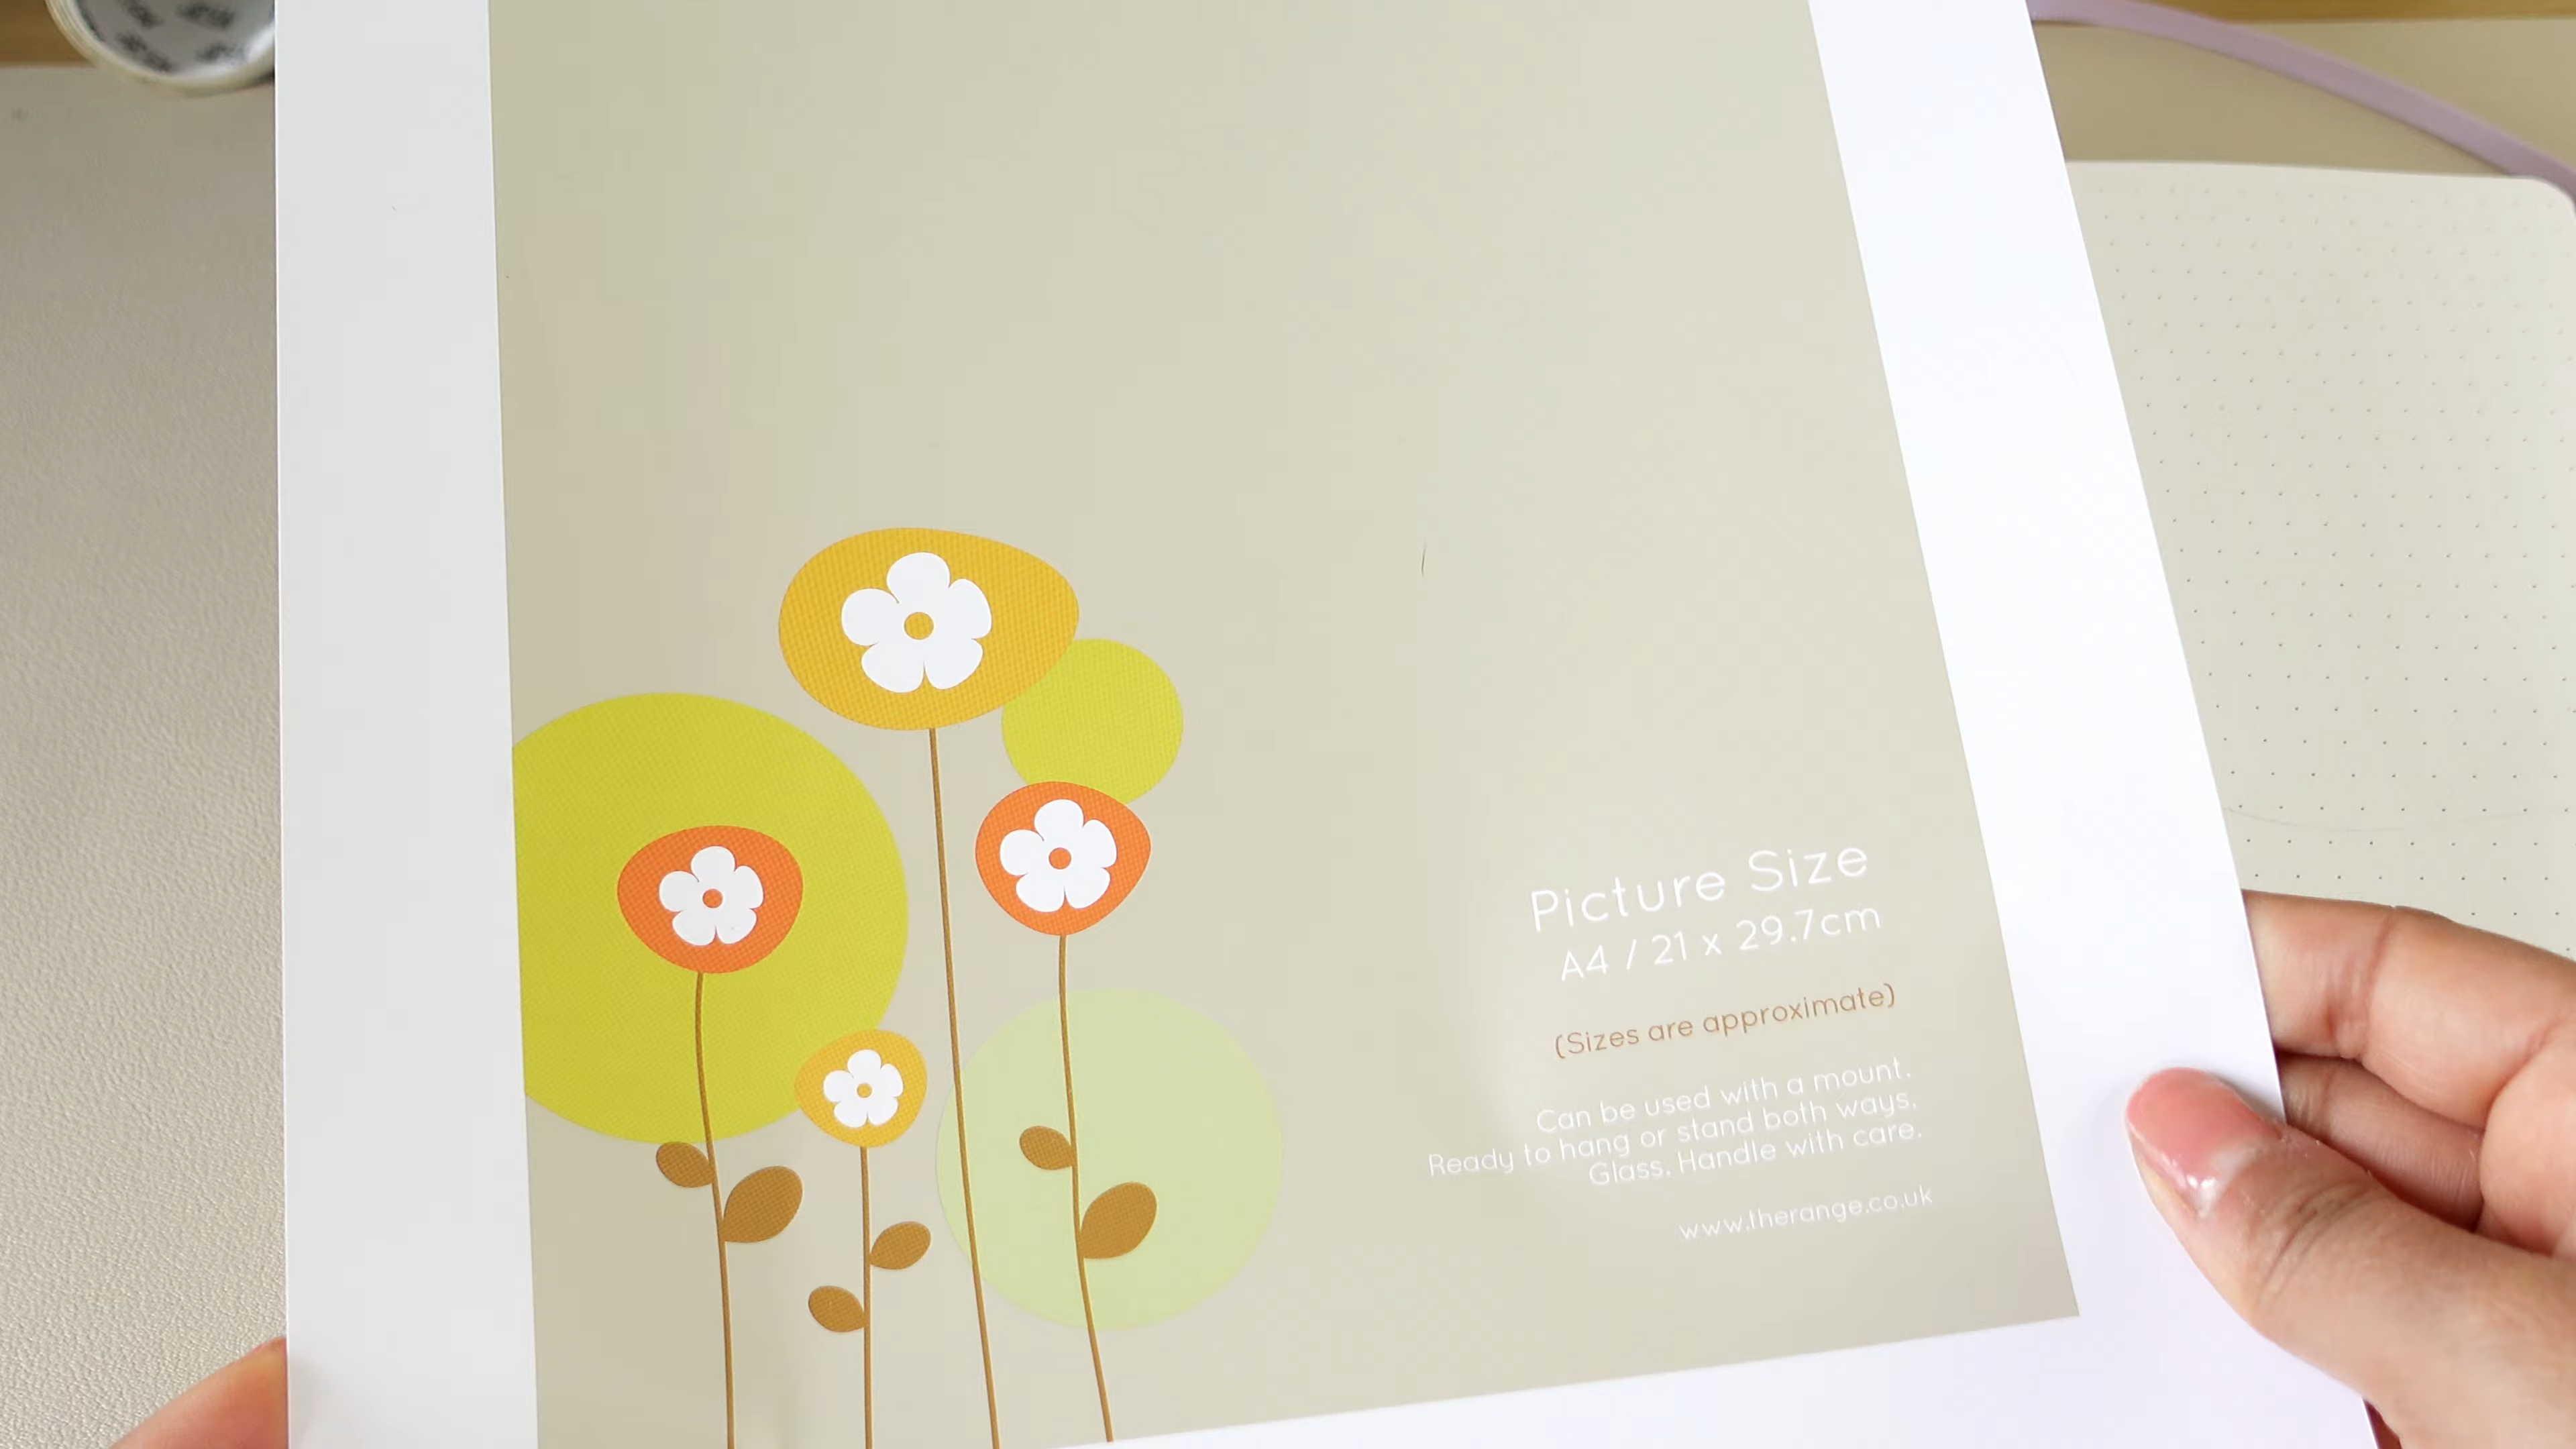 Picture Size
A4 / 21 x 29.7cm
(Sizes are approximate)
Can be used with a mount.
Ready to hang or stand both ways.
Glass. Handle with care.
www.therange.co.uk